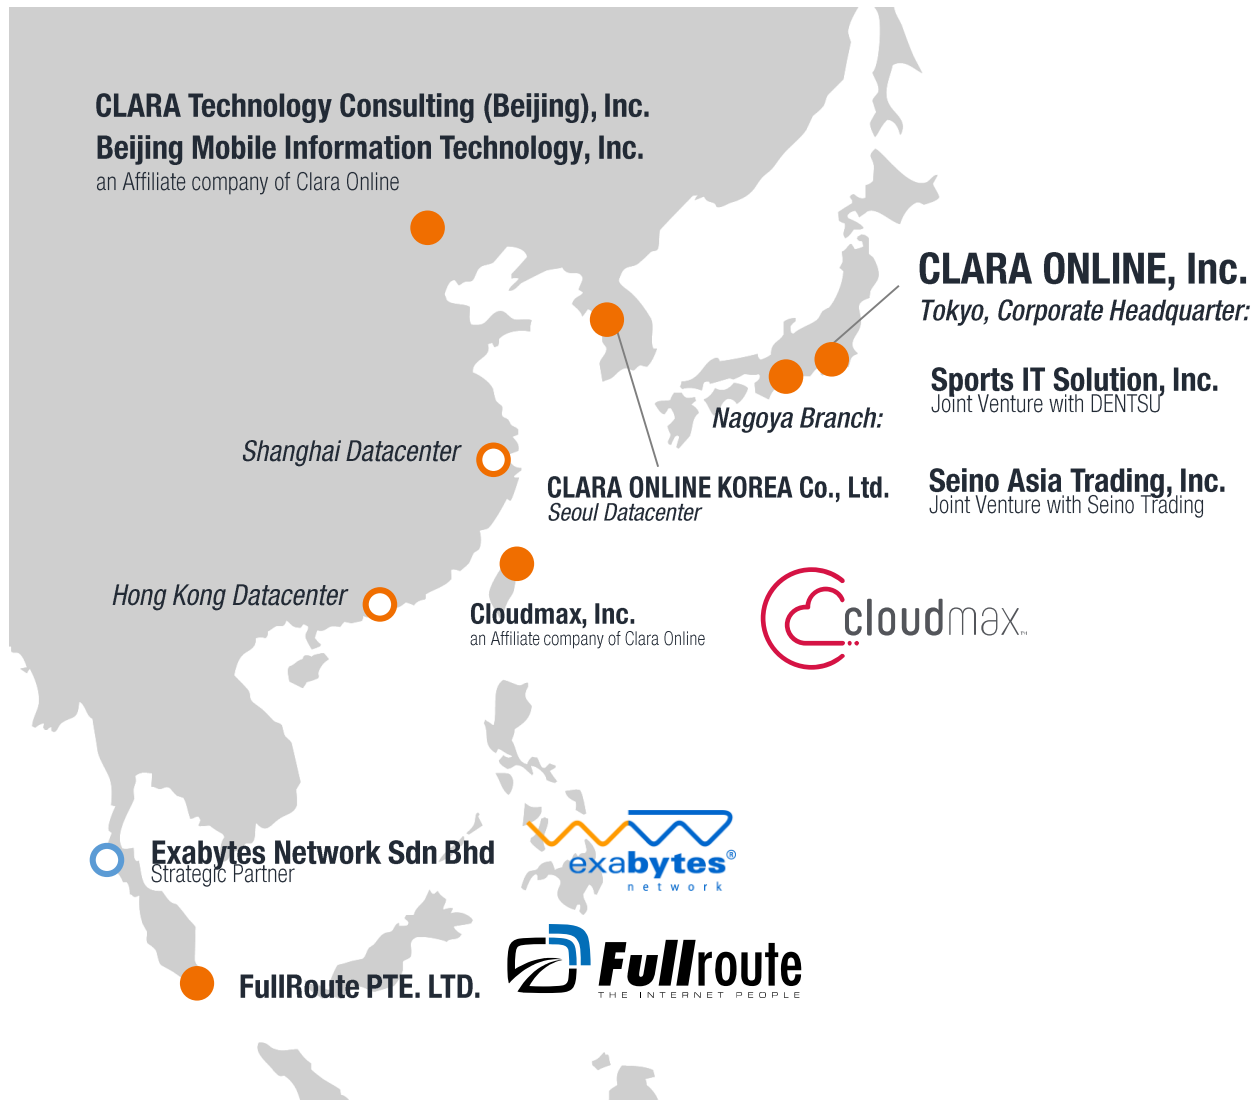 CLARA Technology Consulting (Beijing), Inc.
Beijing Mobile Information Technology, Inc.
an Affiliate company of Clara Online
CLARA ONLINE, Inc.
Tokyo, Corporate Headquarter:
Sports IT Solution, Inc.
Joint Venture with DENTSU
Nagoya Branch:
Shanghai Datacenter
Seino Asia Trading, Inc.
Joint Venture with Seino Trading
CLARA ONLINE KOREA Co., Ltd.
Seoul Datacenter
Hong Kong Datacenter
Cloudmax, Inc.
an Affiliate company of Clara Online
cloudmax™
Exabytes Network Sdn Bhd
Strategic Partner
exabytes®
network
FullRoute PTE. LTD.
Fullroute
THE INTERNET PEOPLE